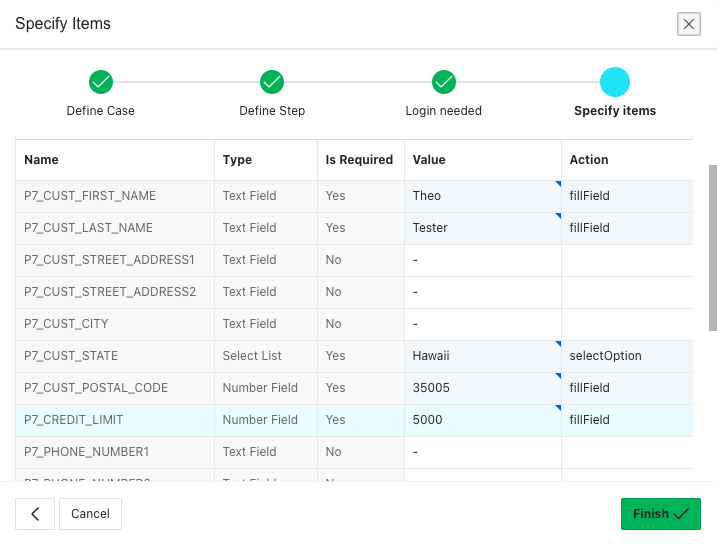 Specify Items
Define Case Define Step Login needed Specify items
Name Type Is Required Value Action
P7_CUST_FIRST_NAME Text Field Yes Theo fillField
P7_CUST_LAST_NAME Text Field Yes Tester fillField
P7_CUST_STREET_ADDRESS1 Text Field No -
P7_CUST_STREET_ADDRESS2 Text Field No -
P7_CUST_CITY Text Field No -
P7_CUST_STATE Select List Yes Hawaii selectOption
P7_CUST_POSTAL_CODE Number Field Yes 35005 fillField
P7_CREDIT_LIMIT Number Field Yes 5000 fillField
P7_PHONE_NUMBER1 Text Field No -
Cancel Finish